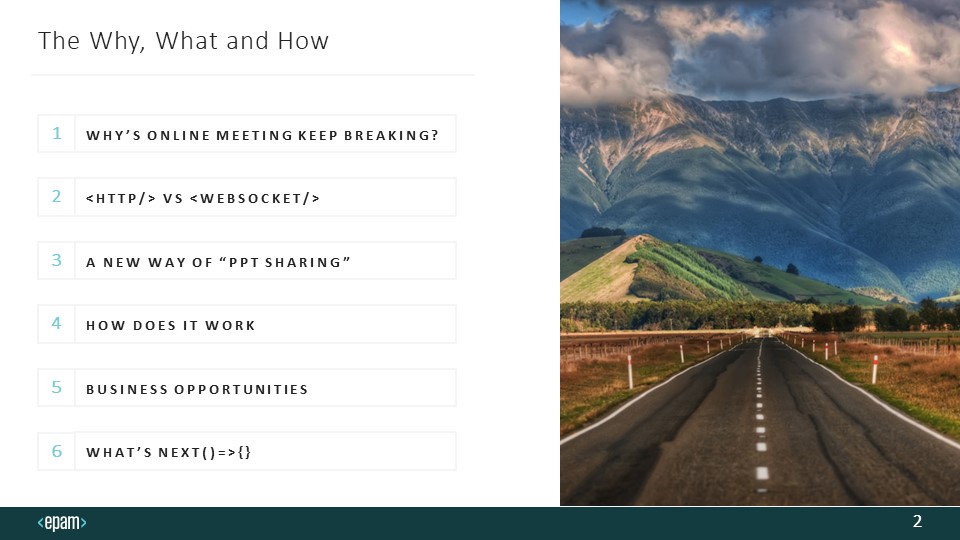 The Why, What and How
1 WHY’S ONLINE MEETING KEEP BREAKING?
2 <HTTP/> VS <WEBSOCKET/>
3 A NEW WAY OF “PPT SHARING”
4 HOW DOES IT WORK
5 BUSINESS OPPORTUNITIES
6 WHAT’S NEXT()=>{}
<epam>
2